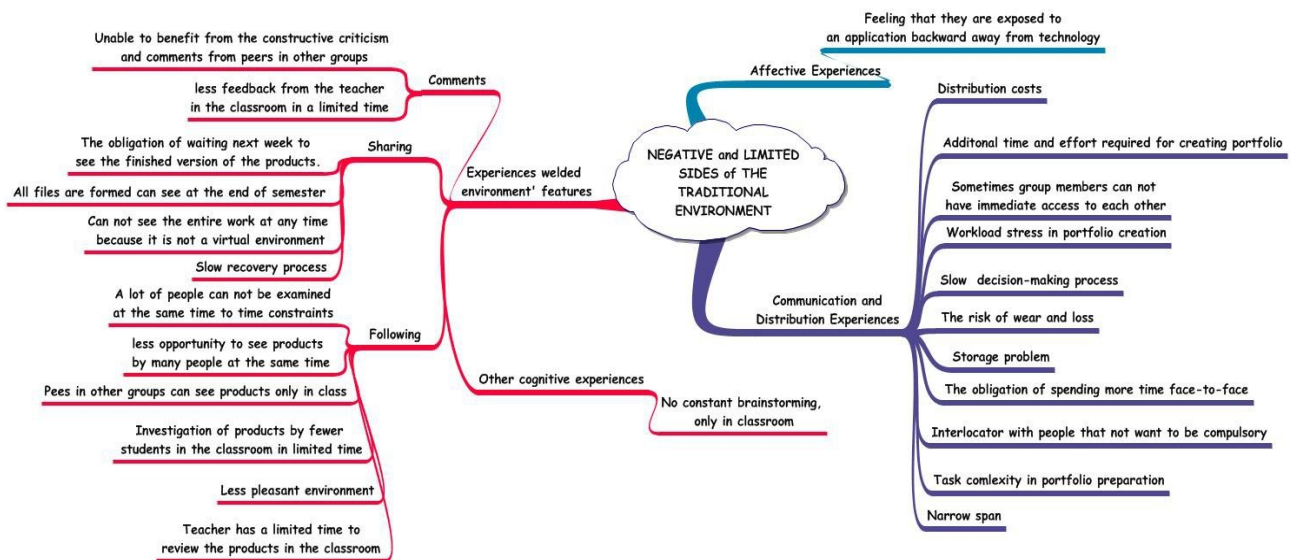 NEGATIVE and LIMITED
SIDES of THE
TRADITIONAL
ENVIRONMENT
Affective Experiences
Feeling that they are exposed to
an application backward away from technology
Communication and
Distribution Experiences
Distribution costs
Additonal time and effort required for creating portfolio
Sometimes group members can not
have immediate access to each other
Workload stress in portfolio creation
Slow decision-making process
The risk of wear and loss
Storage problem
The obligation of spending more time face-to-face
Interlocator with people that not want to be compulsory
Task comlexity in portfolio preparation
Narrow span
Experiences welded
environment' features
Comments
Unable to benefit from the constructive criticism
and comments from peers in other groups
less feedback from the teacher
in the classroom in a limited time
Sharing
The obligation of waiting next week to
see the finished version of the products.
All files are formed can see at the end of semester
Can not see the entire work at any time
because it is not a virtual environment
Slow recovery process
Following
A lot of people can not be examined
at the same time to time constraints
less opportunity to see products
by many people at the same time
Pees in other groups can see products only in class
Investigation of products by fewer
students in the classroom in limited time
Less pleasant environment
Teacher has a limited time to
review the products in the classroom
Other cognitive experiences
No constant brainstorming,
only in classroom